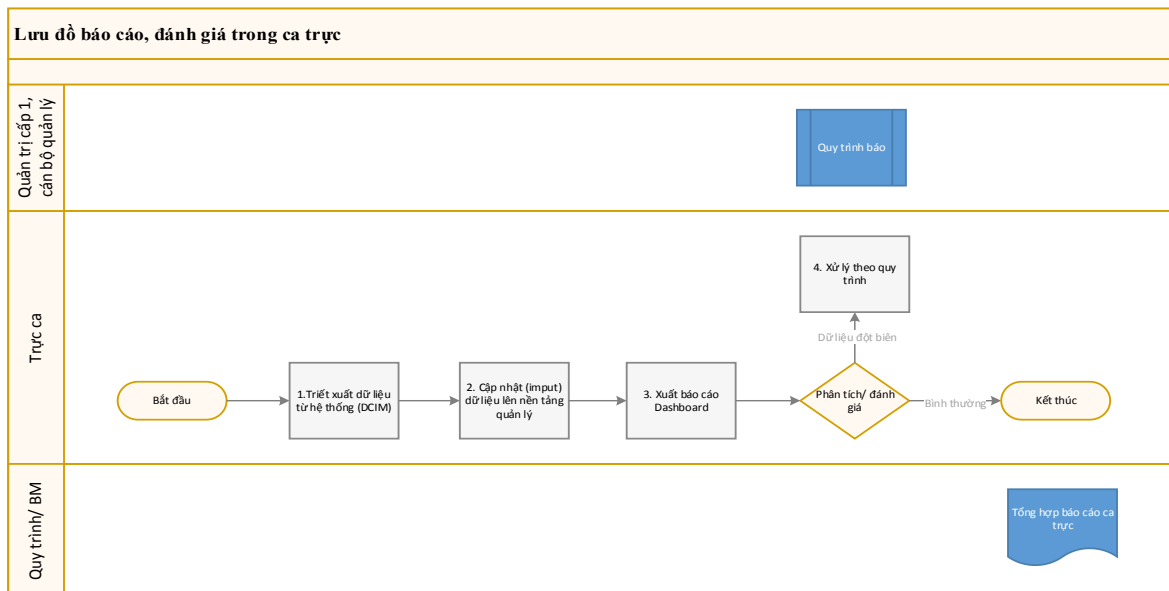 Lưu đồ báo cáo, đánh giá trong ca trực
Quản trị cấp 1,
cán bộ quản lý
Quy trình báo
Trực ca
4. Xử lý theo quy
trình
Dữ liệu đột biên
Bắt đầu
1.Triết xuất dữ liệu
từ hệ thống (DCIM)
2. Cập nhật (imput)
dữ liệu lên nền tảng
quản lý
3. Xuất báo cáo
Dashboard
Phân tích/ đánh
giá
Bình thường
Kết thúc
Quy trình/ BM
Tổng hợp báo cáo ca
trực